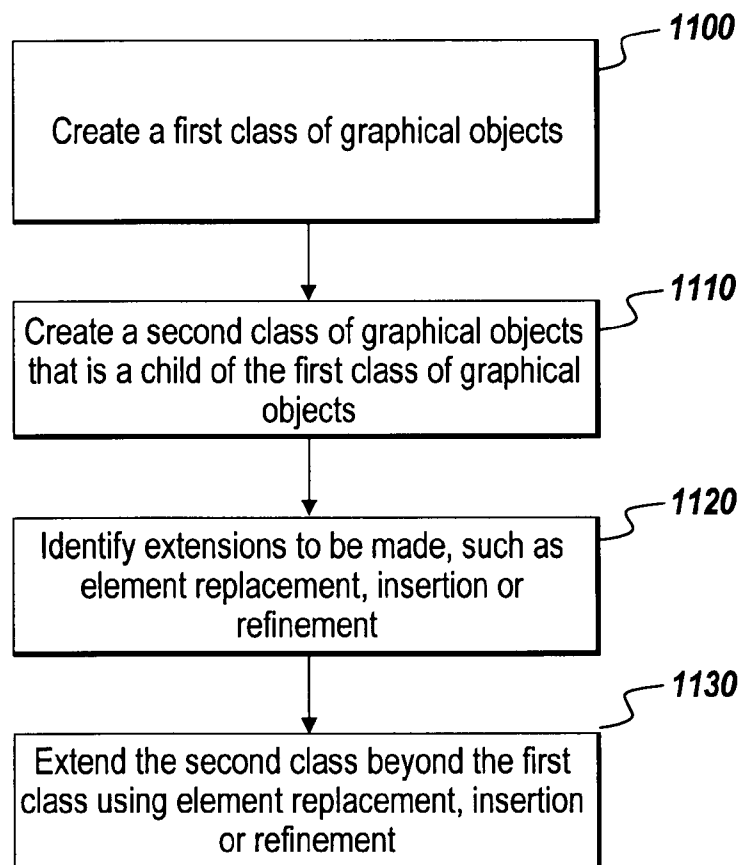 1100
Create a first class of graphical objects
1110
Create a second class of graphical objects
that is a child of the first class of graphical
objects
1120
Identify extensions to be made, such as
element replacement, insertion or
refinement
1130
Extend the second class beyond the first
class using element replacement, insertion
or refinement